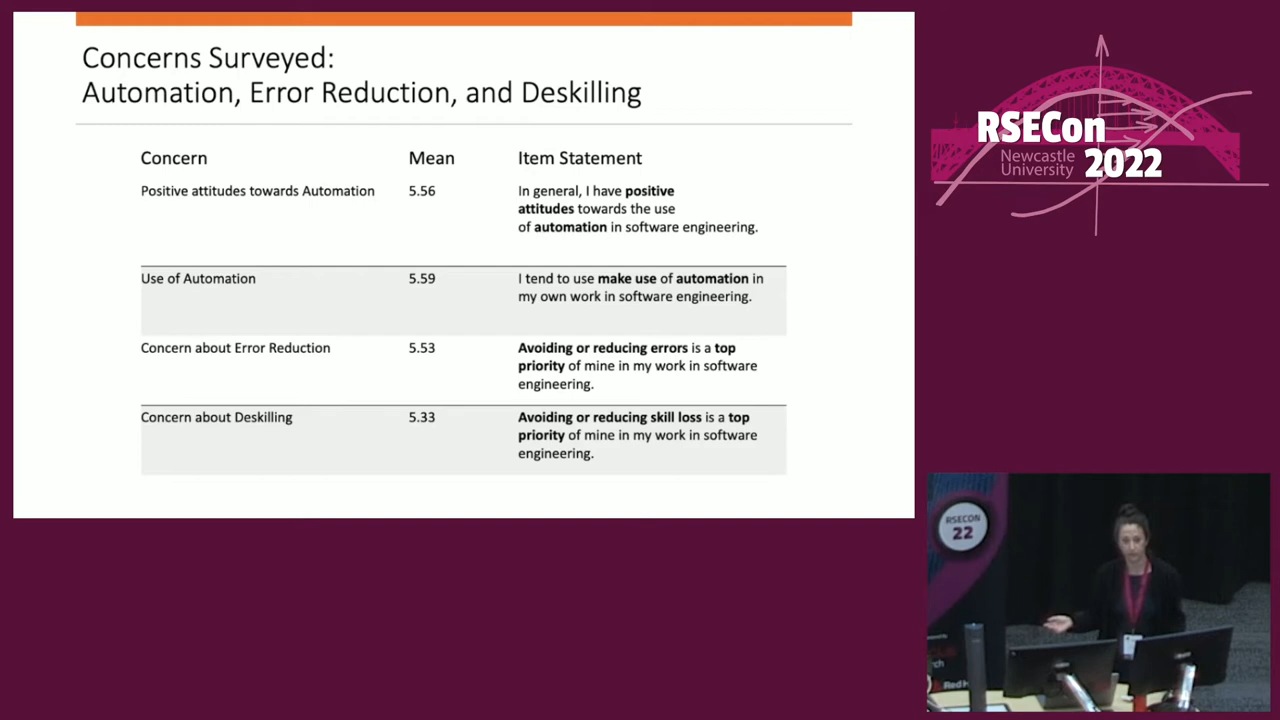 Concerns Surveyed:
Automation, Error Reduction, and Deskilling
Concern Mean Item Statement
Positive attitudes towards Automation 5.56 In general, I have positive
attitudes towards the use
of automation in software engineering.
Use of Automation 5.59 I tend to use make use of automation in
my own work in software engineering.
Concern about Error Reduction 5.53 Avoiding or reducing errors is a top
priority of mine in my work in software
engineering.
Concern about Deskilling 5.33 Avoiding or reducing skill loss is a top
priority of mine in my work in software
engineering.
RSECon
Newcastle
University 2022
RSECON
22